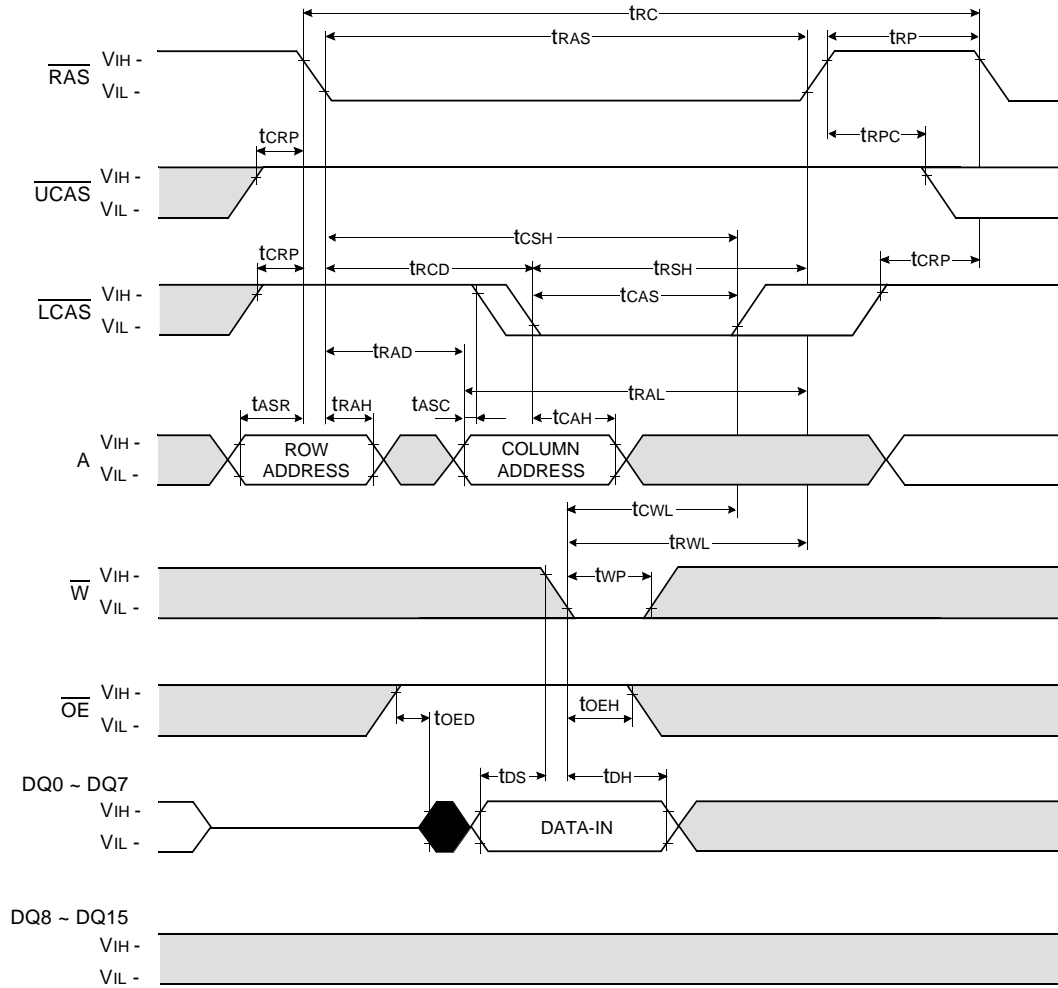 tRC
tRAS
tRP
RAS
VIH -
VIL -
tCRP
tRPC
UCAS
VIH -
VIL -
tCSH
tCRP
tRCD
tRSH
tCRP
tCAS
LCAS
VIH -
VIL -
tRAD
tRAL
tASR
tRAH
tASC
tCAH
A
VIH -
VIL -
ROW
ADDRESS
COLUMN
ADDRESS
tCWL
tRWL
W
VIH -
VIL -
tWP
OE
VIH -
VIL -
tOED
tOEH
tDS
tDH
DQ0 ~ DQ7
VIH -
VIL -
DATA-IN
DQ8 ~ DQ15
VIH -
VIL -